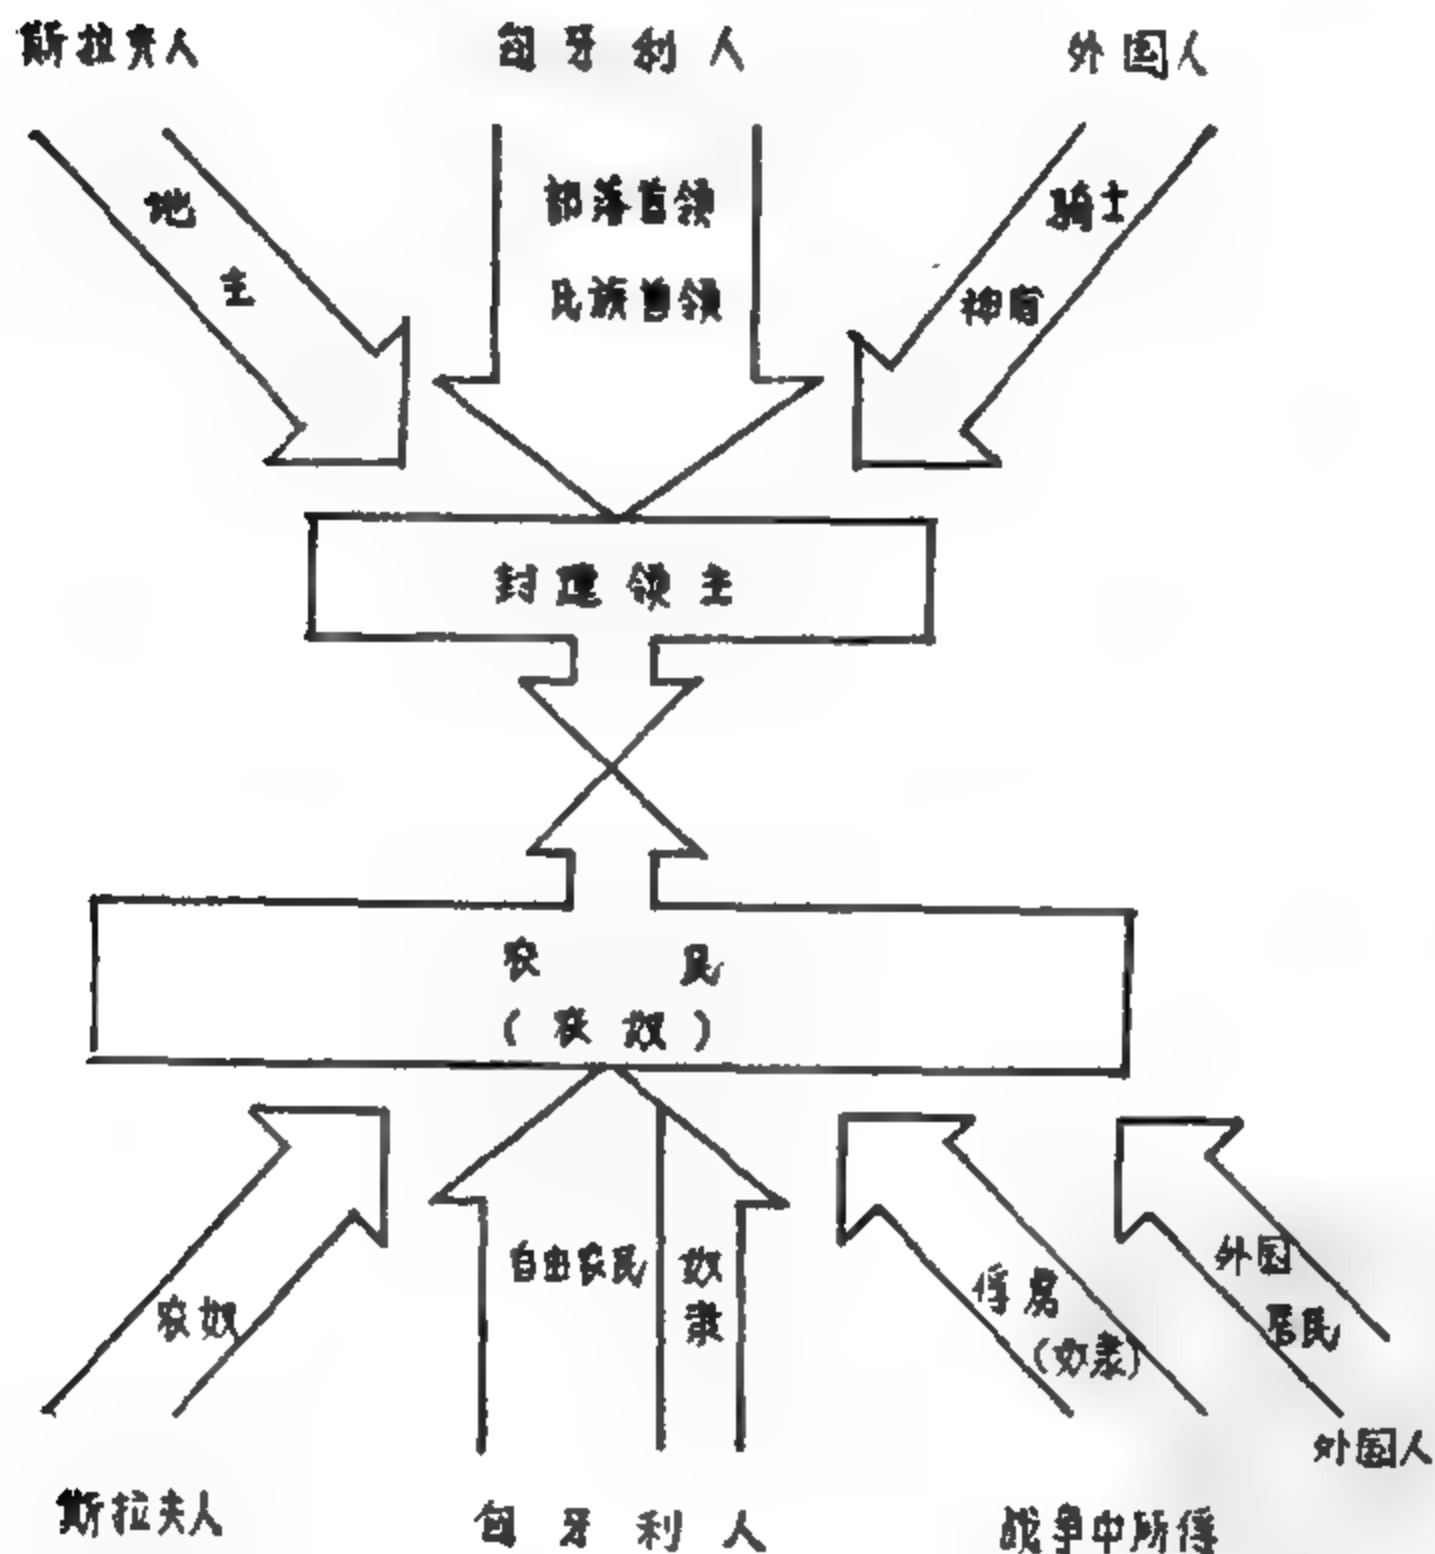 斯拉夫人 匈牙利人 外国人
地主
部落首领
氏族首领
骑士
神甫
封建领主
农民
(农奴)
农奴
自由农民
奴隶
俘虏
(奴隶)
外国
居民
外国人
斯拉夫人 匈牙利人 战争中所俘